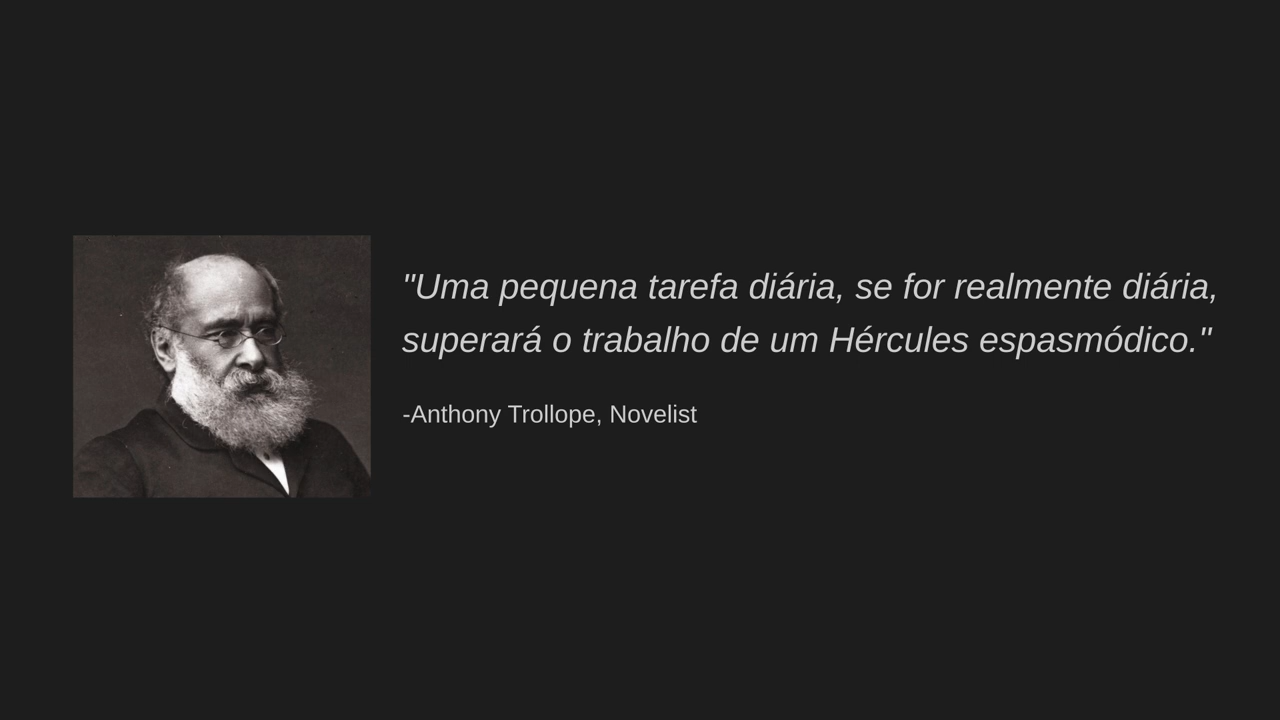 "Uma pequena tarefa diária, se for realmente diária,
superará o trabalho de um Hércules espasmódico."
-Anthony Trollope, Novelist